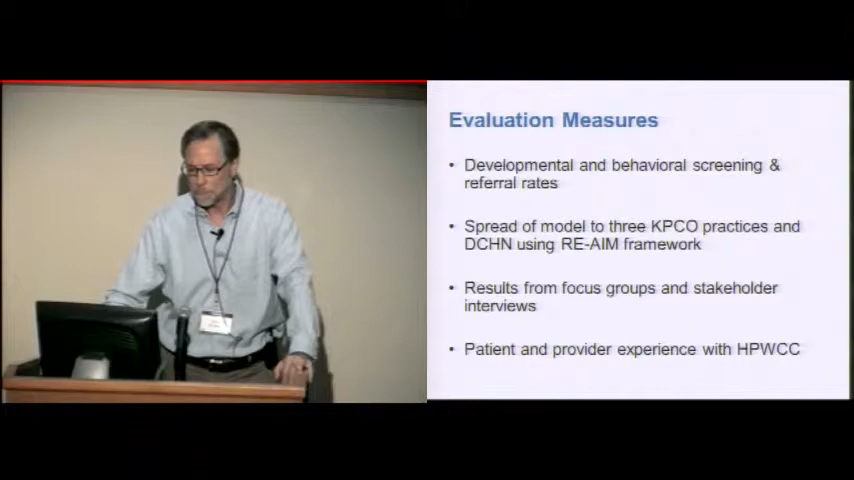 Evaluation Measures
• Developmental and behavioral screening &
referral rates
• Spread of model to three KPCO practices and
DCHN using RE-AIM framework
• Results from focus groups and stakeholder
interviews
• Patient and provider experience with HPWCC